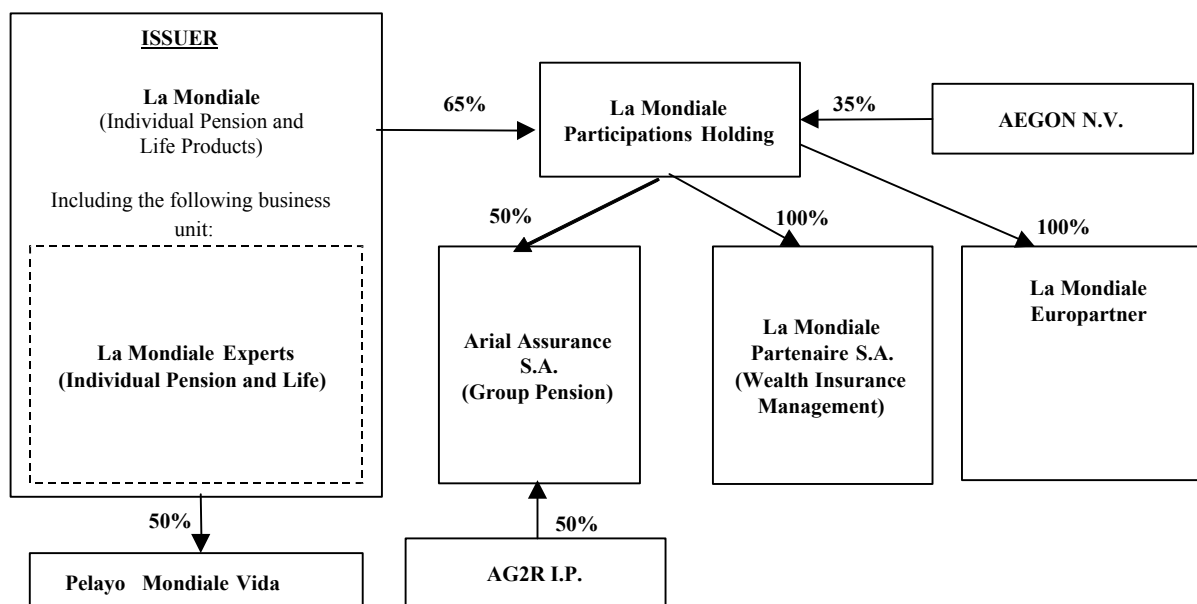 ISSUER
La Mondiale
(Individual Pension and
Life Products)
Including the following business
unit:
La Mondiale Experts
(Individual Pension and Life)
65%
La Mondiale
Participations Holding
35%
AEGON N.V.
50%
100%
100%
Arial Assurance
S.A.
(Group Pension)
La Mondiale
Partenaire S.A.
(Wealth Insurance
Management)
La Mondiale
Europartner
50%
50%
Pelayo Mondiale Vida
AG2R I.P.